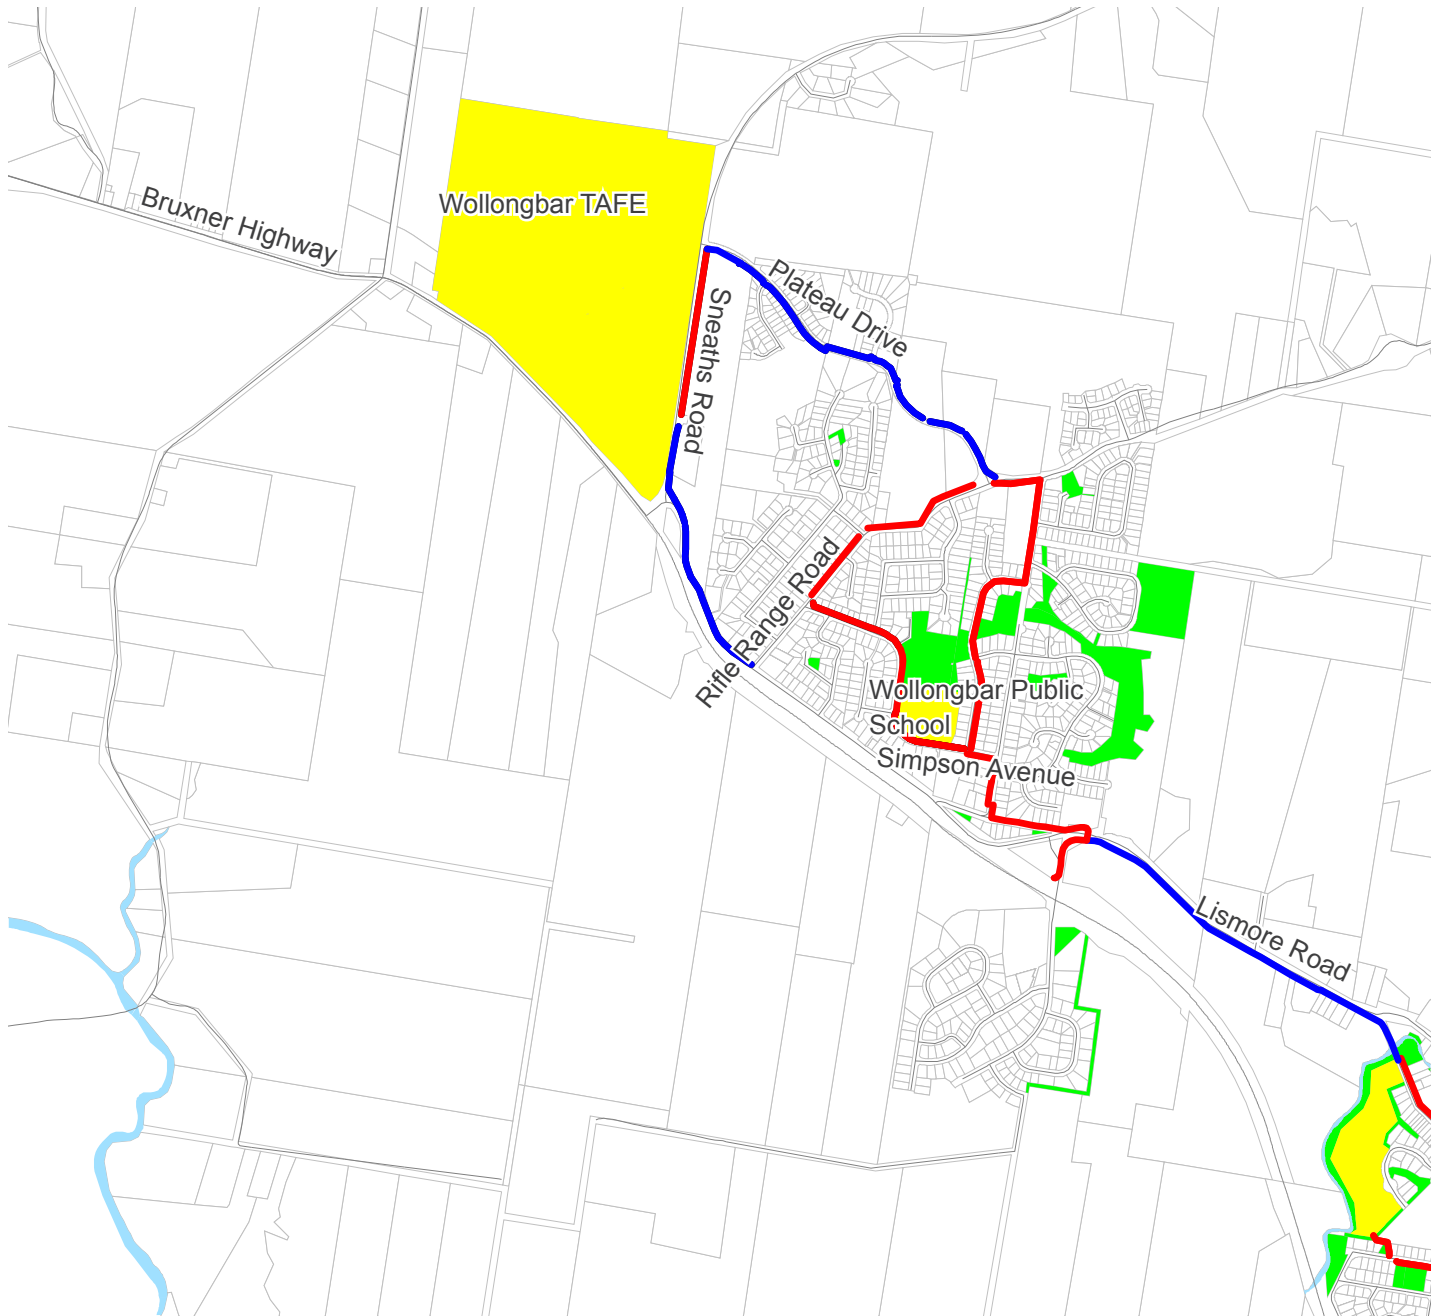 Bruxner Highway
Wollongbar TAFE
Plateau Drive
Sneaths Road
Rifle Range Road
Wollongbar Public
School
Simpson Avenue
Lismore Road